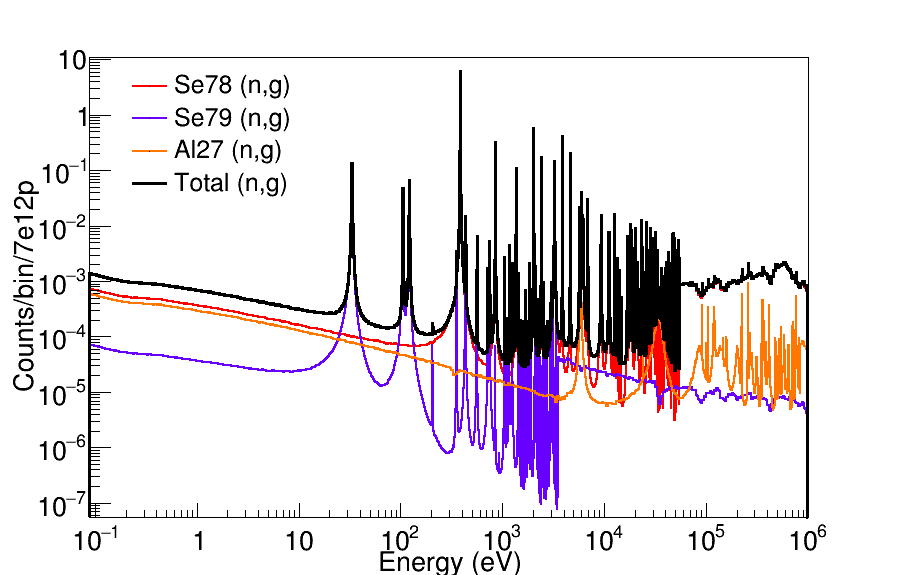 Counts/bin/7e12p
10
1
10⁻¹
10⁻²
10⁻³
10⁻⁴
10⁻⁵
10⁻⁶
10⁻⁷
Se78 (n,g)
Se79 (n,g)
Al27 (n,g)
Total (n,g)
10⁻¹ 1 10 10² 10³ 10⁴ 10⁵ 10⁶
Energy (eV)